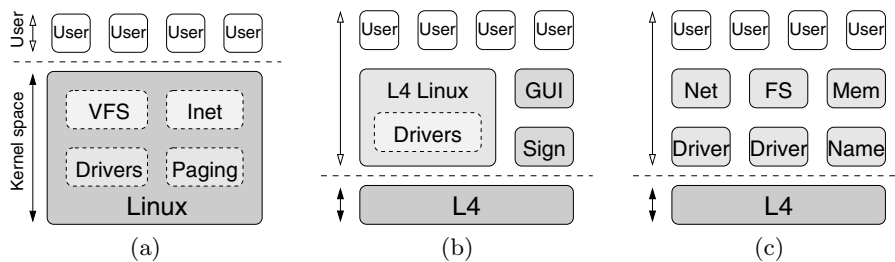 User
User User User User
Kernel space
VFS Inet
Drivers Paging
Linux
(a)
User User User User
L4 Linux
Drivers
GUI
Sign
L4
(b)
User User User User
Net FS Mem
Driver Driver Name
L4
(c)